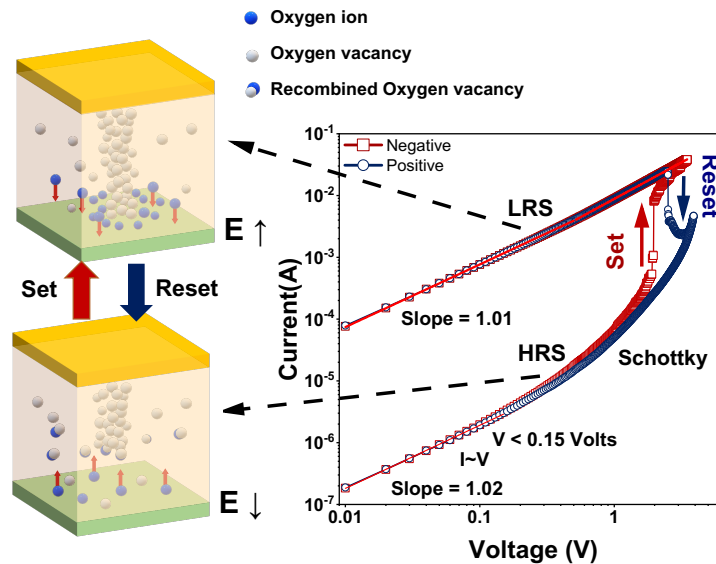 Oxygen ion
Oxygen vacancy
Recombined Oxygen vacancy
E ↑
Set
Reset
E ↓
Current(A)
10⁻¹
10⁻²
10⁻³
10⁻⁴
10⁻⁵
10⁻⁶
10⁻⁷
Negative
Positive
LRS
Set
Reset
Slope = 1.01
HRS
Schottky
V < 0.15 Volts
I~V
Slope = 1.02
0.01
0.1
1
Voltage (V)